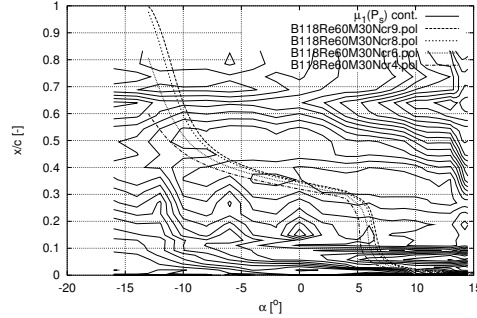 μ₁(Pₛ) cont.
B118Re60M30Ncr9.pol
B118Re60M30Ncr8.pol
B118Re60M30Ncr6.pol
B118Re60M30Ncr4.pol
1
0.9
0.8
0.7
0.6
0.5
0.4
0.3
0.2
0.1
0
x/c [-]
-20 -15 -10 -5 0 5 10 15
α [°]